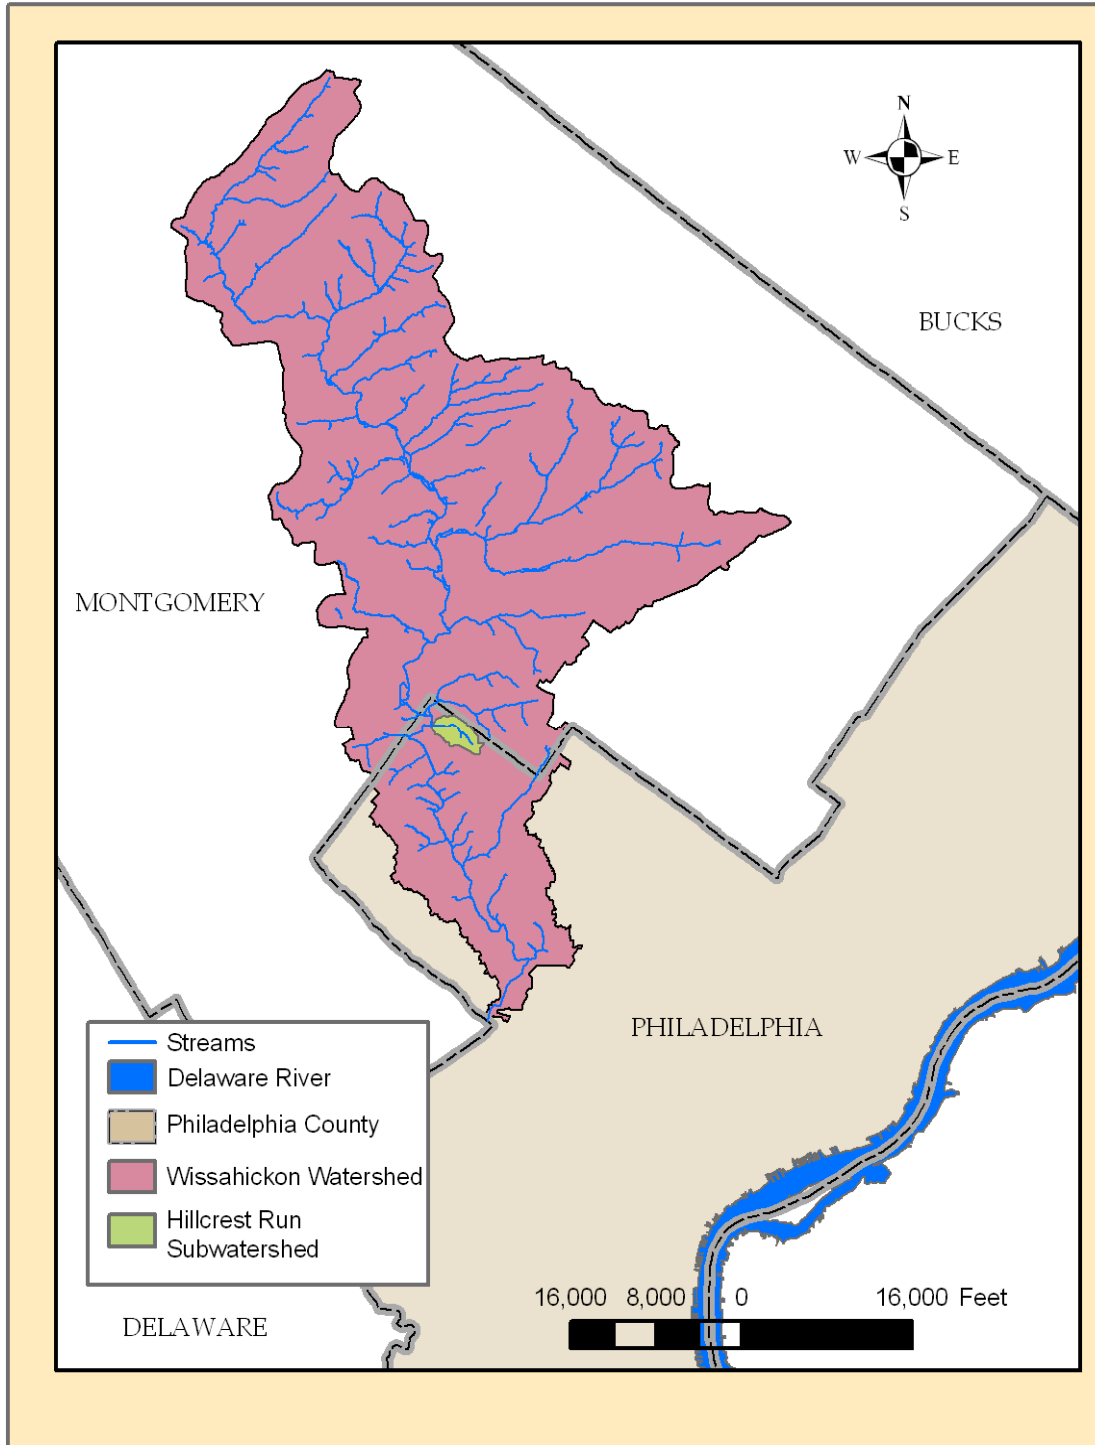 N
W E
S
BUCKS
MONTGOMERY
PHILADELPHIA
Streams
Delaware River
Philadelphia County
Wissahickon Watershed
Hillcrest Run
Subwatershed
16,000 8,000 0 16,000 Feet
DELAWARE